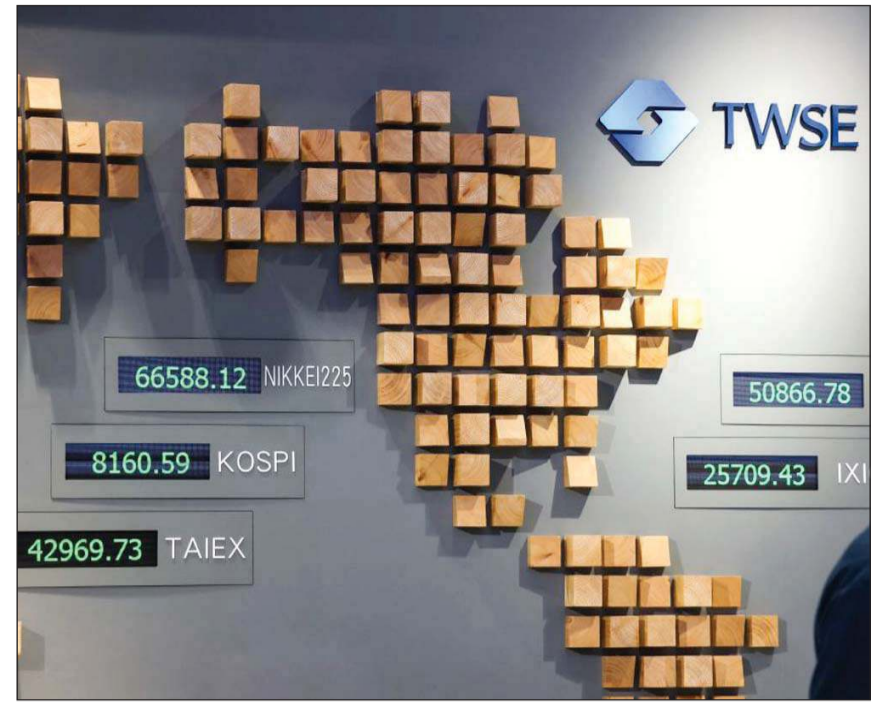 TWSE
66588.12 NIKKEI225
50866.78
8160.59 KOSPI
25709.43 IXI
42969.73 TAIEX